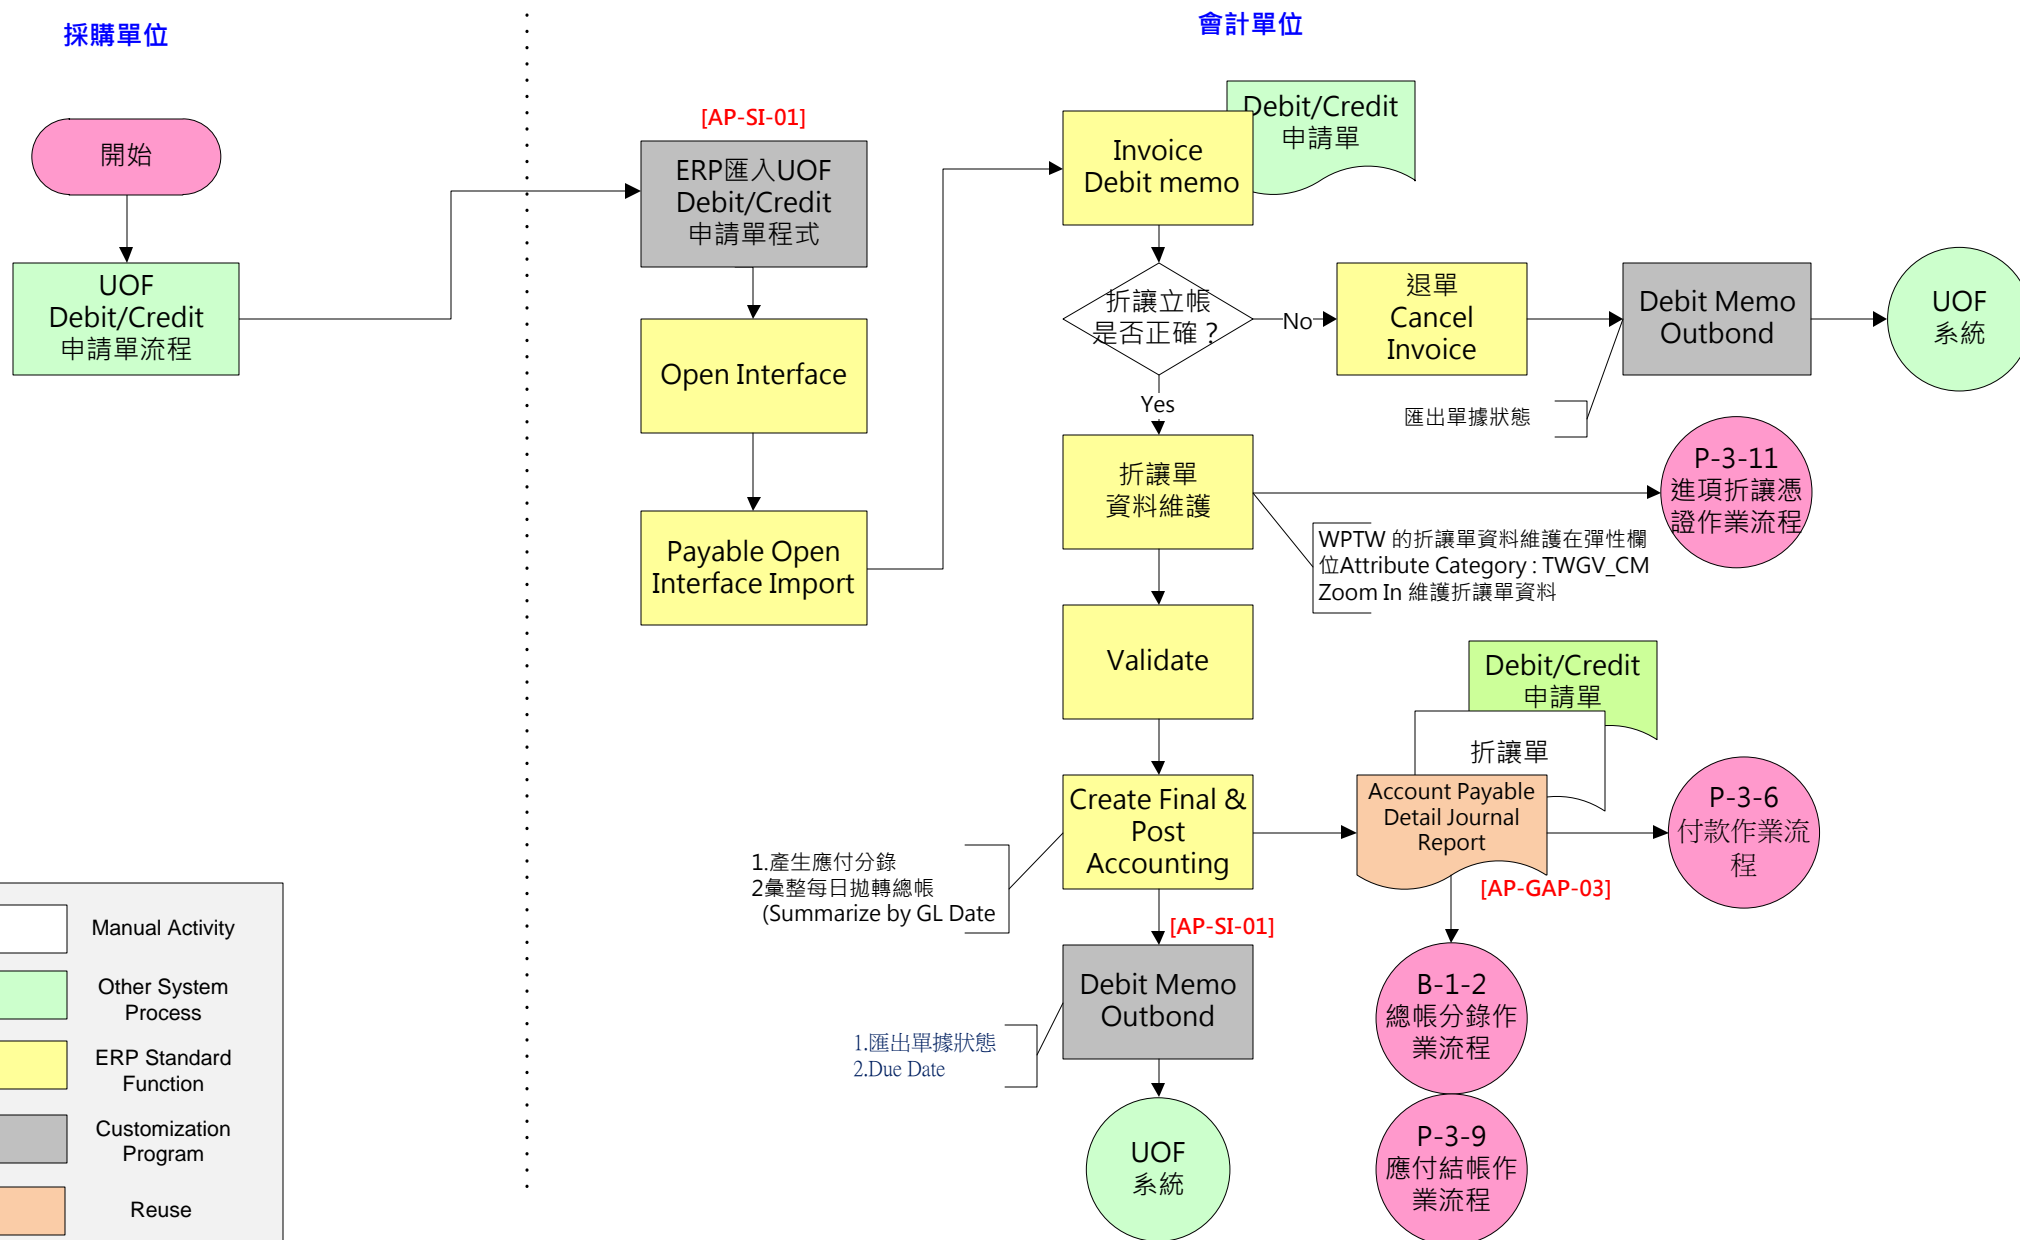 採購單位
會計單位
開始
UOF
Debit/Credit
申請單流程
[AP-SI-01]
ERP匯入UOF
Debit/Credit
申請單程式
Open Interface
Payable Open
Interface Import
Debit/Credit
申請單
Invoice
Debit memo
折讓立帳
是否正確？
No
退單
Cancel
Invoice
Debit Memo
Outbond
UOF
系統
匯出單據狀態
Yes
折讓單
資料維護
P-3-11
進項折讓憑
證作業流程
WPTW 的折讓單資料維護在彈性欄
位Attribute Category : TWGV_CM
Zoom In 維護折讓單資料
Validate
Debit/Credit
申請單
折讓單
Create Final &
Post
Accounting
Account Payable
Detail Journal
Report
P-3-6
付款作業流
程
[AP-GAP-03]
1.產生應付分錄
2彙整每日拋轉總帳
(Summarize by GL Date
[AP-SI-01]
Debit Memo
Outbond
1.匯出單據狀態
2.Due Date
UOF
系統
B-1-2
總帳分錄作
業流程
P-3-9
應付結帳作
業流程
Manual Activity
Other System
Process
ERP Standard
Function
Customization
Program
Reuse